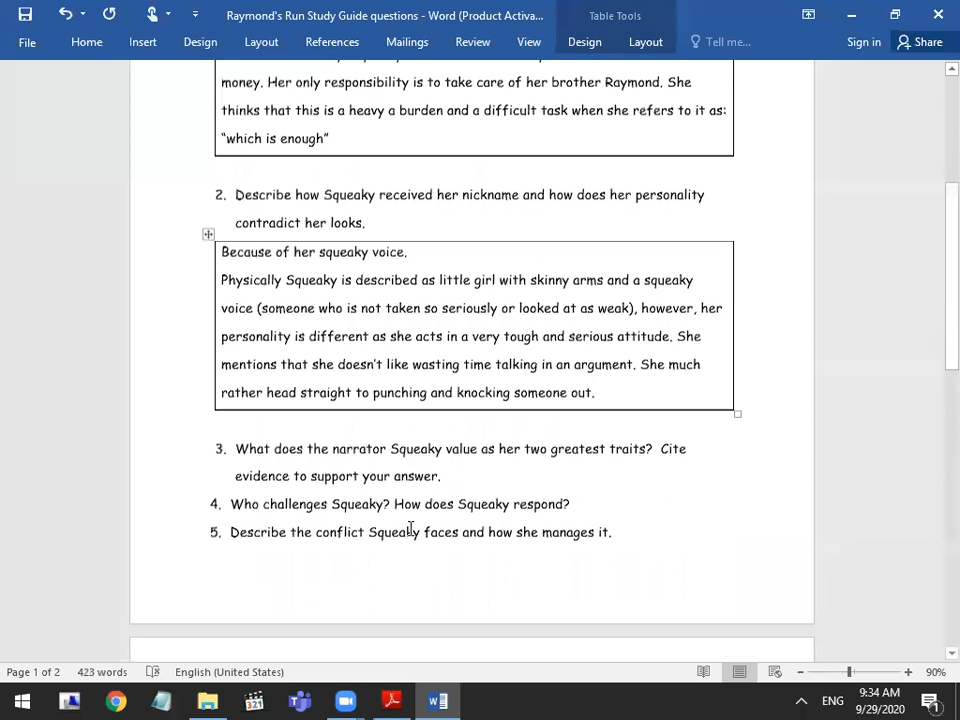 Raymond's Run Study Guide questions - Word (Product Activa...
Table Tools
File Home Insert Design Layout References Mailings Review View Design Layout Tell me... Sign in Share
money. Her only responsibility is to take care of her brother Raymond. She
thinks that this is a heavy a burden and a difficult task when she refers to it as:
“which is enough”
2. Describe how Squeaky received her nickname and how does her personality
contradict her looks.
Because of her squeaky voice.
Physically Squeaky is described as little girl with skinny arms and a squeaky
voice (someone who is not taken so seriously or looked at as weak), however, her
personality is different as she acts in a very tough and serious attitude. She
mentions that she doesn’t like wasting time talking in an argument. She much
rather head straight to punching and knocking someone out.
3. What does the narrator Squeaky value as her two greatest traits? Cite
evidence to support your answer.
4. Who challenges Squeaky? How does Squeaky respond?
5. Describe the conflict Squeaky faces and how she manages it.
Page 1 of 2 423 words English (United States) 90%
321 ENG 9:34 AM
9/29/2020 1